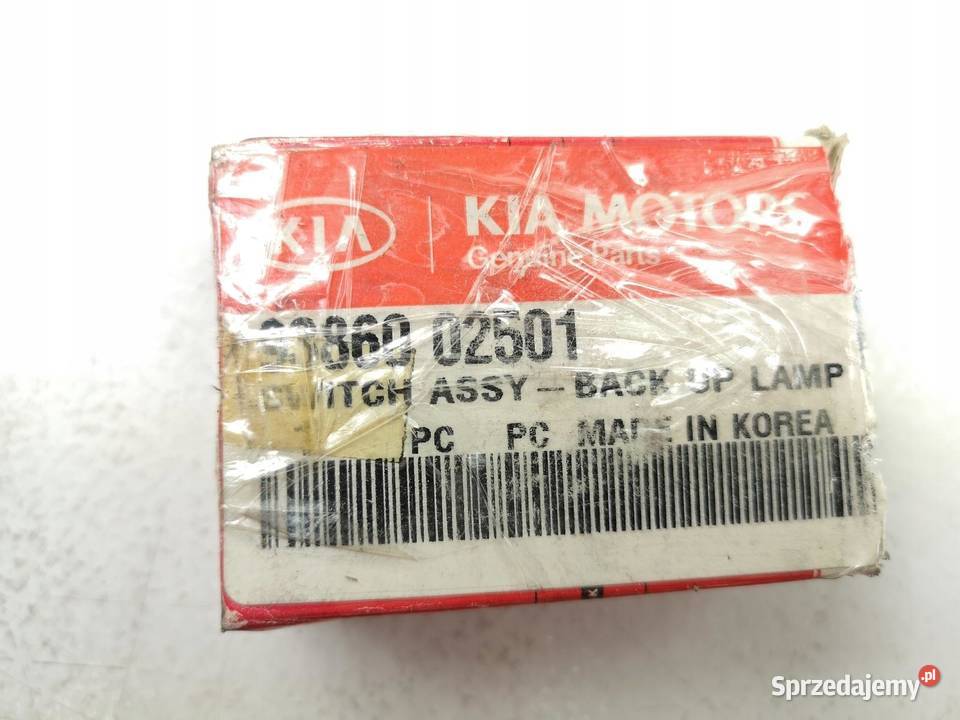 KIA
KIA MOTORS
Genuine Parts
02501
SWITCH ASSY - BACK UP LAMP
PC PC MADE IN KOREA
K
Sprzedajemy.pl